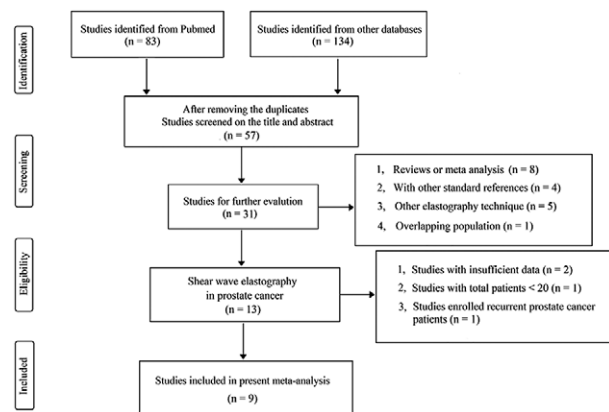 Identification
Studies identified from Pubmed
(n = 83)
Studies identified from other databases
(n = 134)
After removing the duplicates
Studies screened on the title and abstract
(n = 57)
Screening
1, Reviews or meta analysis (n = 8)
2, With other standard references (n = 4)
3, Other elastography technique (n = 5)
4, Overlapping population (n = 1)
Studies for further evalution
(n = 31)
Eligibility
Shear wave elastography
in prostate cancer
(n = 13)
1, Studies with insufficient data (n = 2)
2, Studies with total patients < 20 (n = 1)
3, Studies enrolled recurrent prostate cancer
patients (n = 1)
Included
Studies included in present meta-analysis
(n = 9)